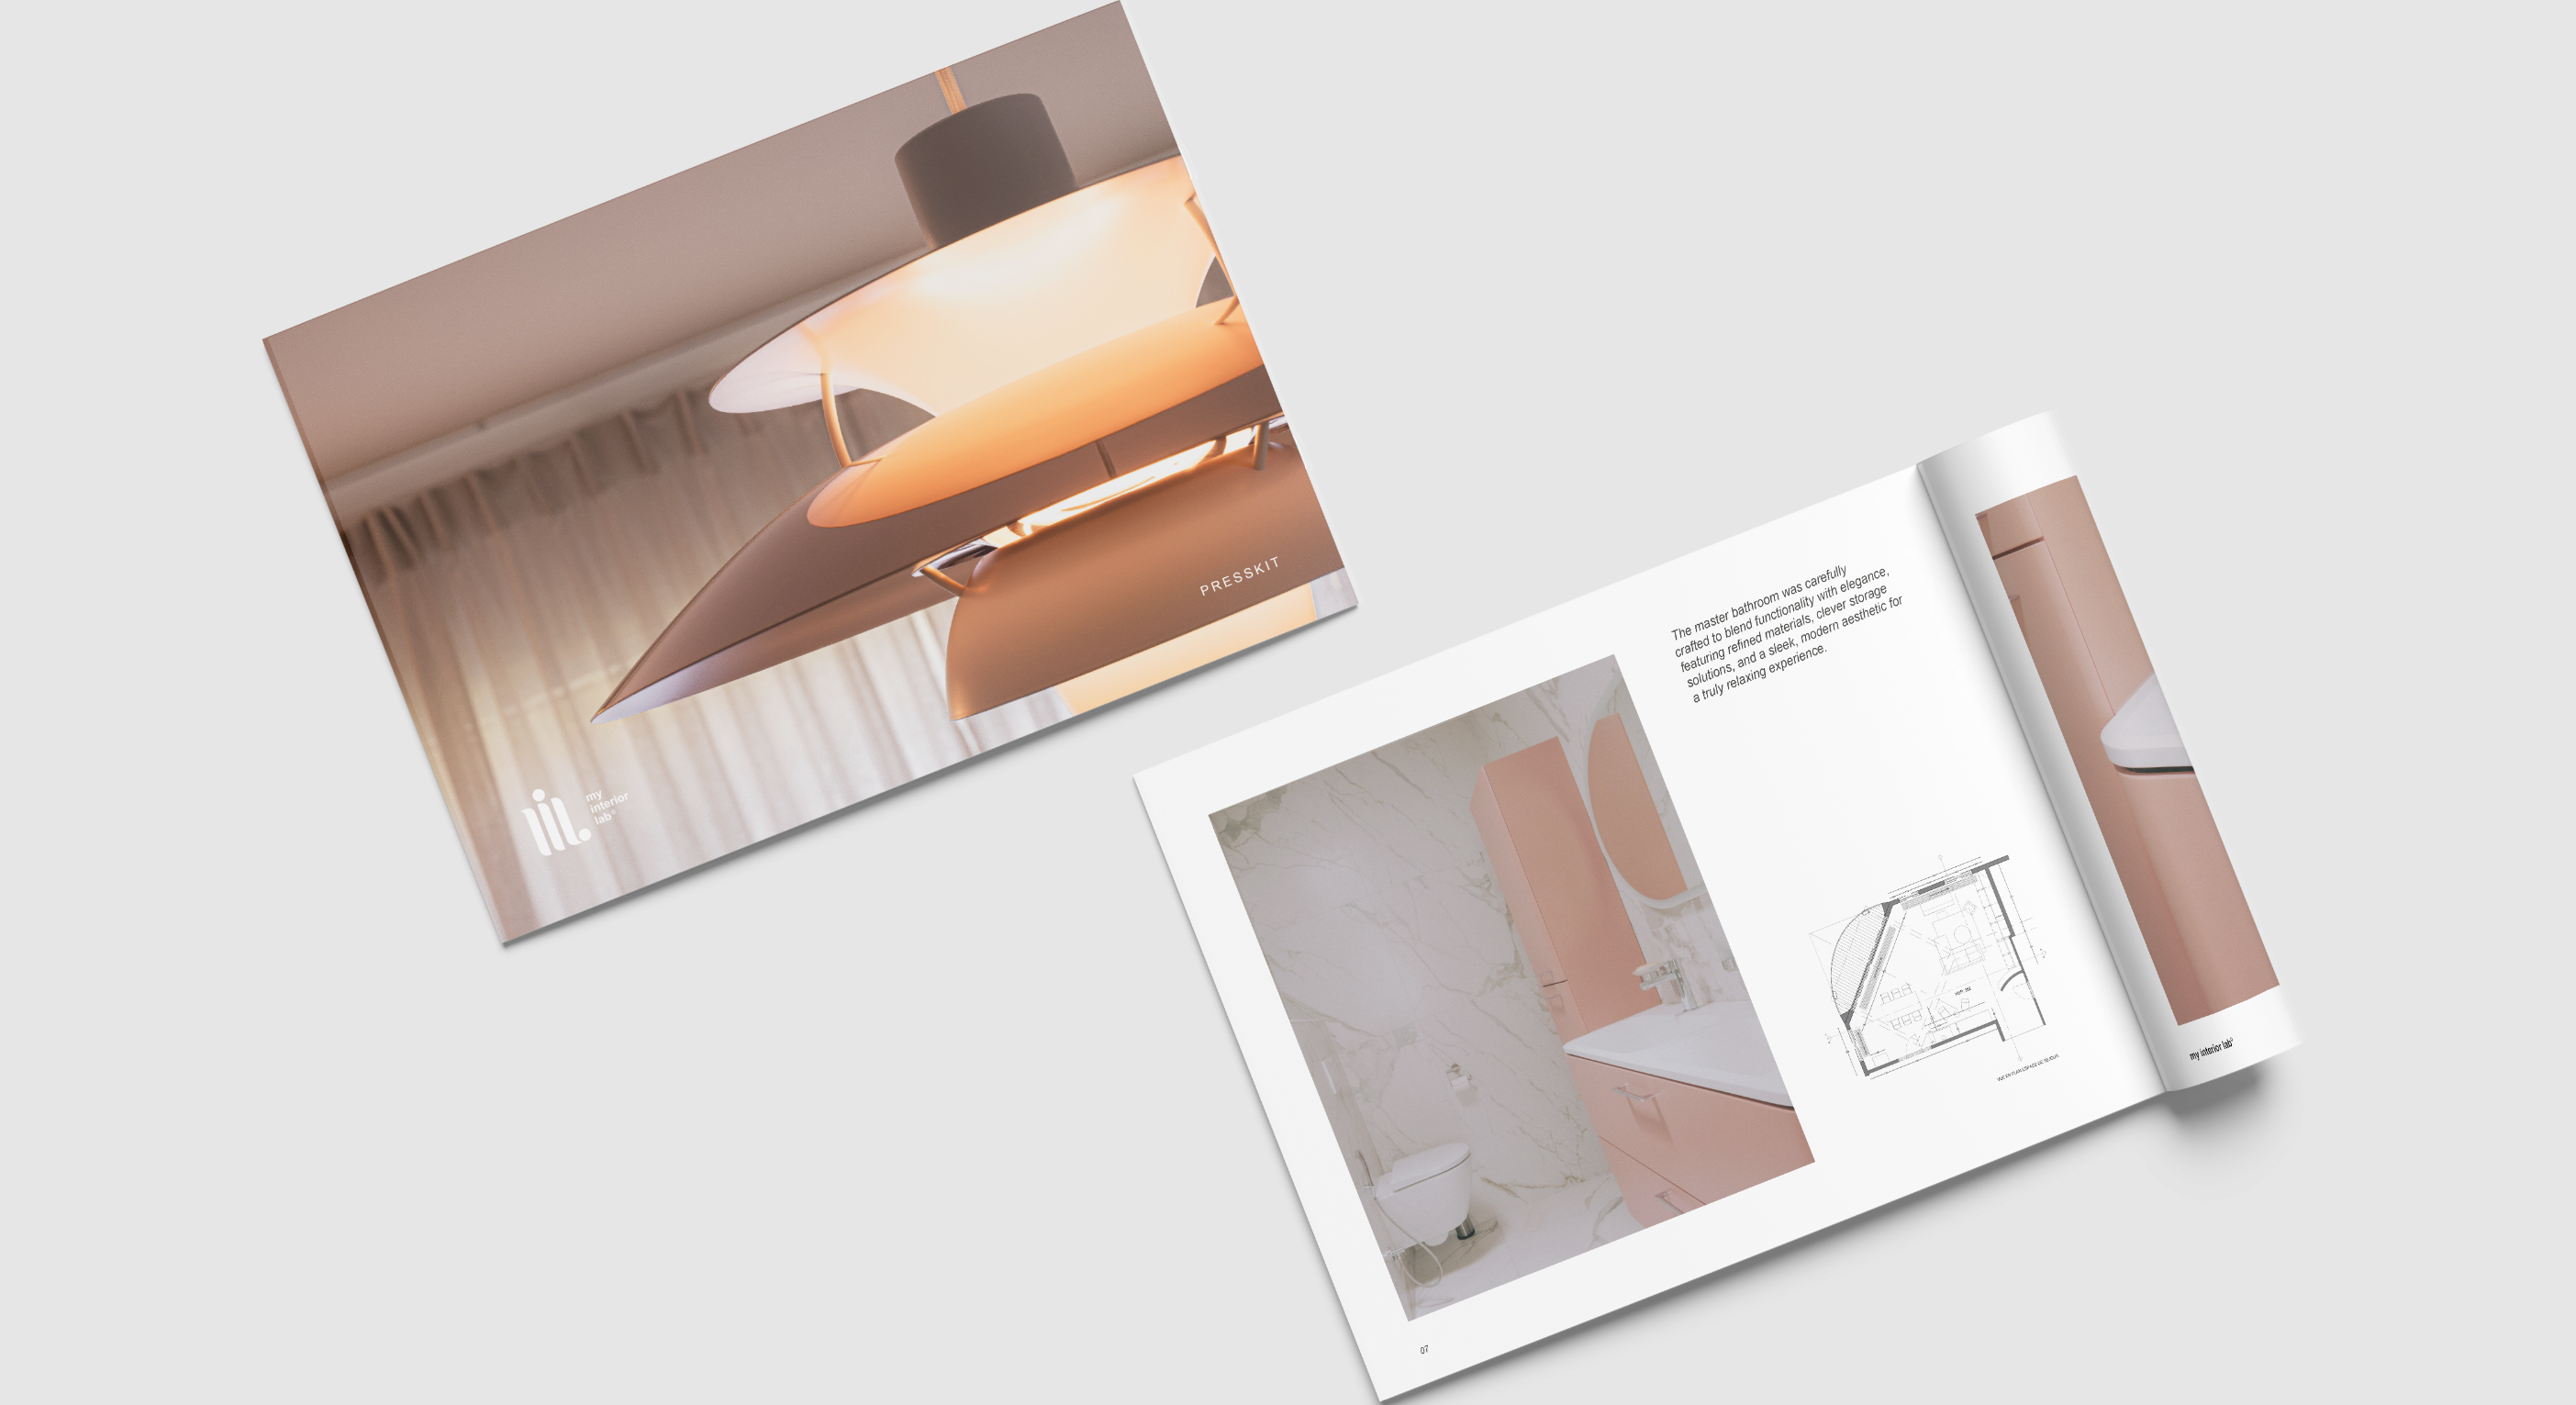 my
interior
lab®
PRESSKIT
The master bathroom was carefully
crafted to blend functionality with elegance,
featuring refined materials, clever storage
solutions, and a sleek, modern aesthetic for
a truly relaxing experience.
my interior lab®
07